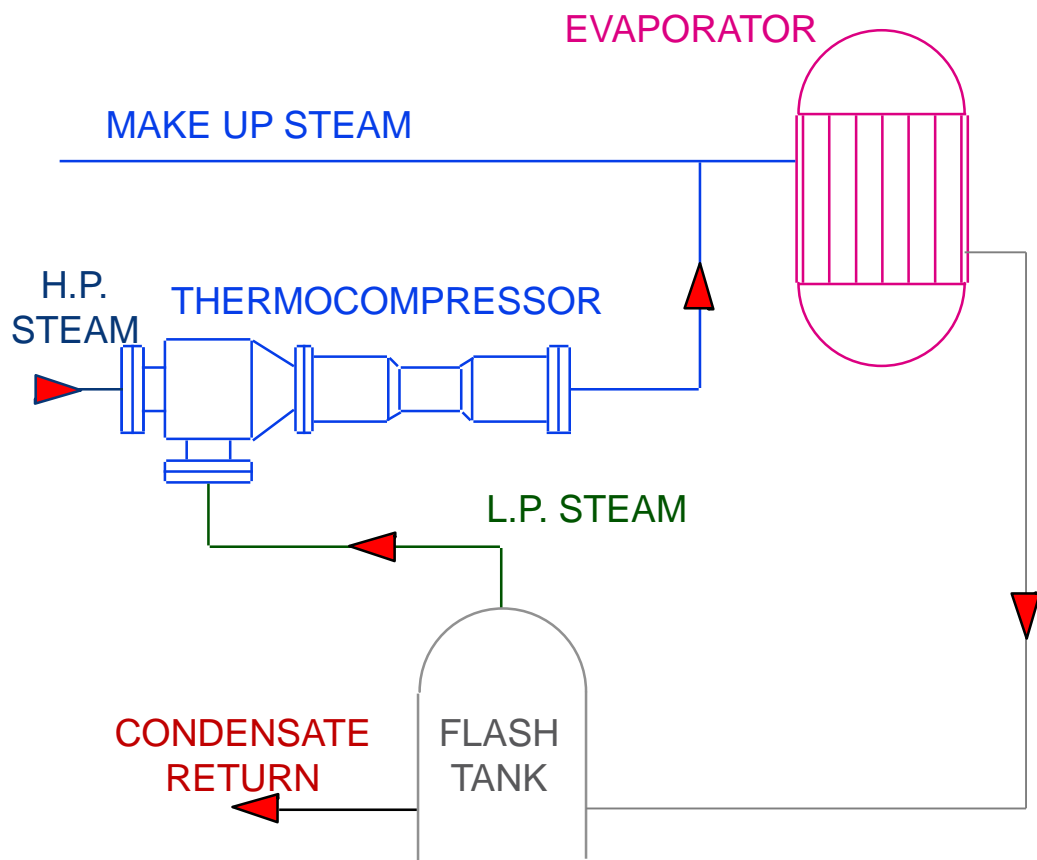 EVAPORATOR
MAKE UP STEAM
H.P.
STEAM
THERMOCOMPRESSOR
L.P. STEAM
CONDENSATE
RETURN
FLASH
TANK